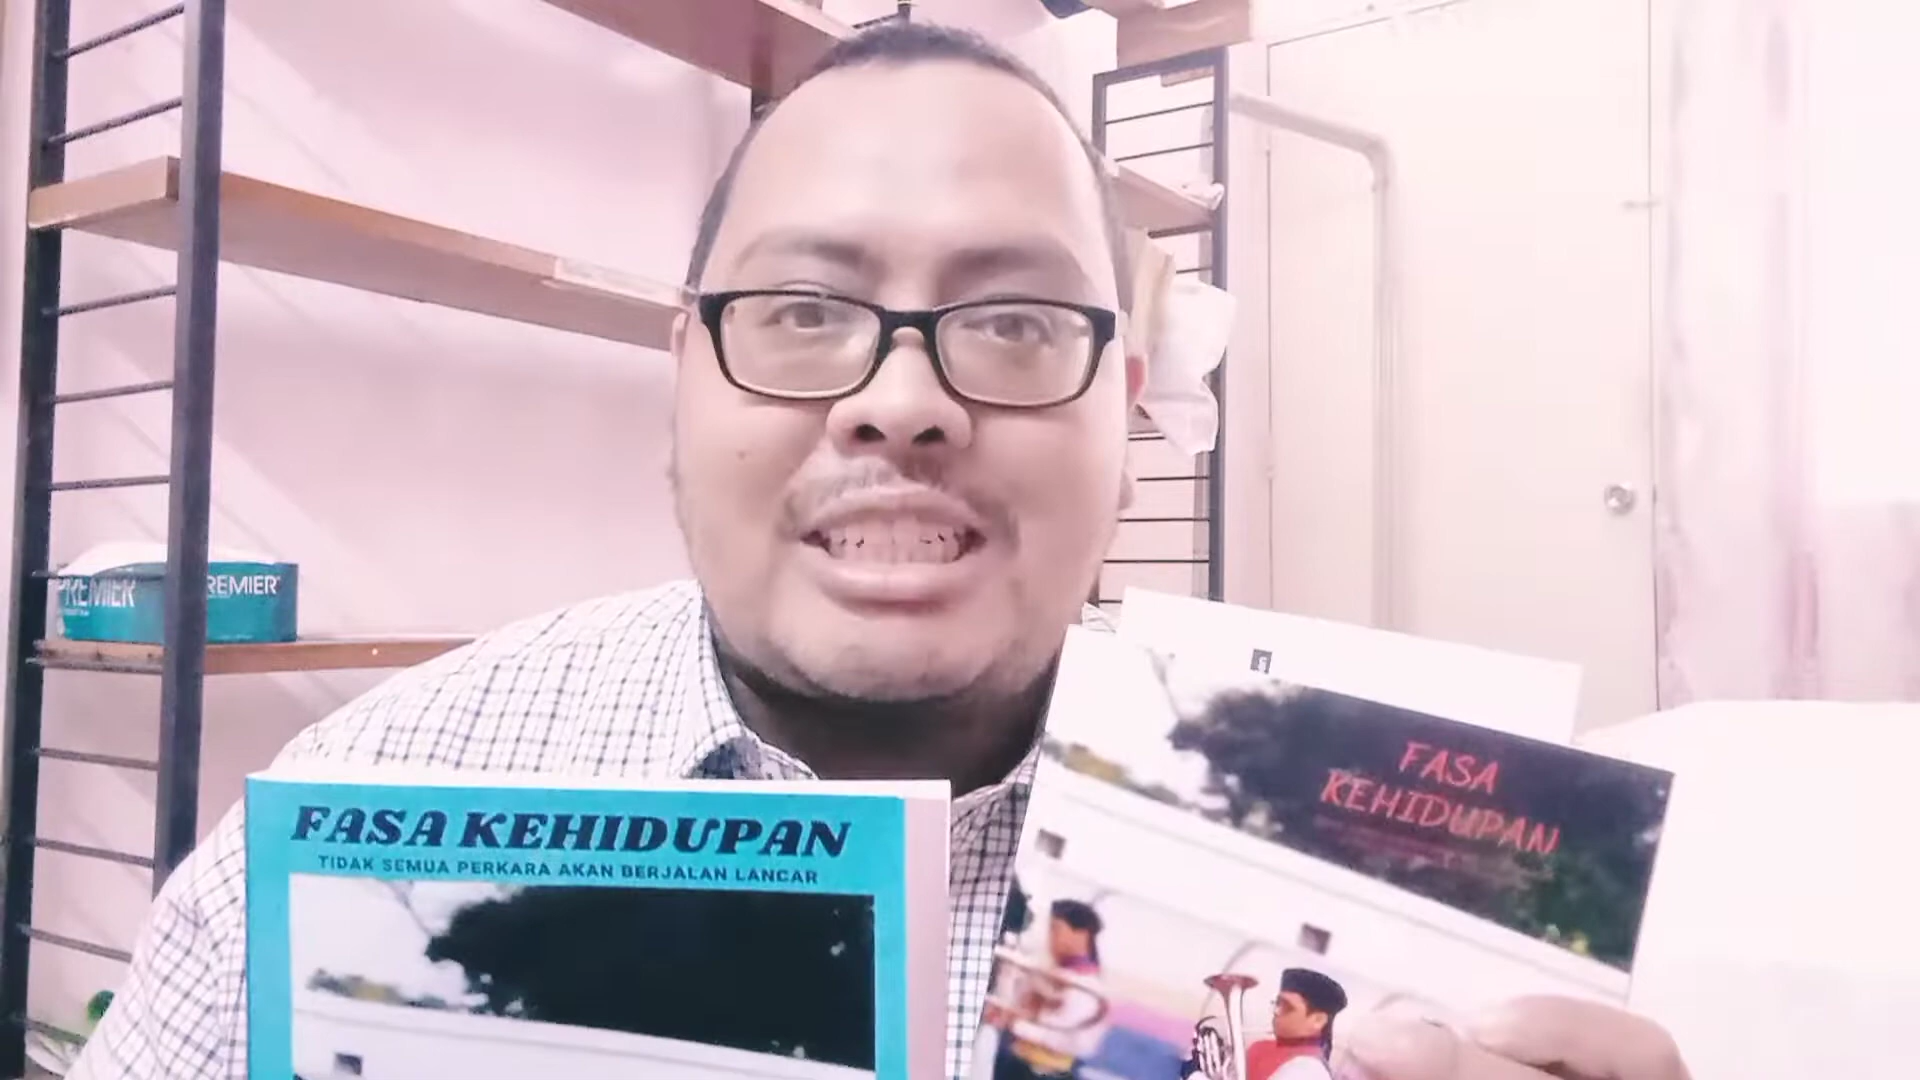 PREMIER
REMIER
FASA KEHIDUPAN
TIDAK SEMUA PERKARA AKAN BERJALAN LANCAR
FASA
KEHIDUPAN